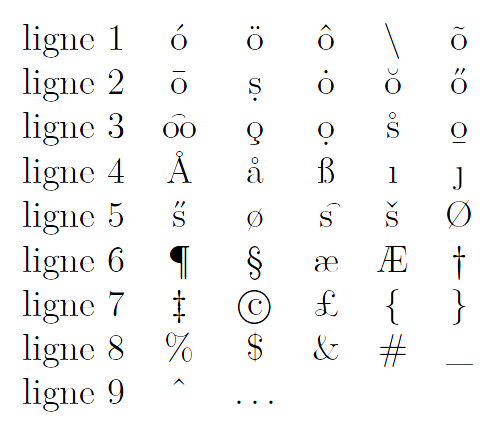 ligne 1 ó ö ô \ õ
ligne 2 ō ṣ ȯ ŏ ő
ligne 3 o͡o o̧ ọ s̊ o̱
ligne 4 Å å ß ı ȷ
ligne 5 s̋ ø s͡ š Ø
ligne 6 ¶ § æ Æ †
ligne 7 ‡ © £ { }
ligne 8 % $ & # _
ligne 9 ^ …